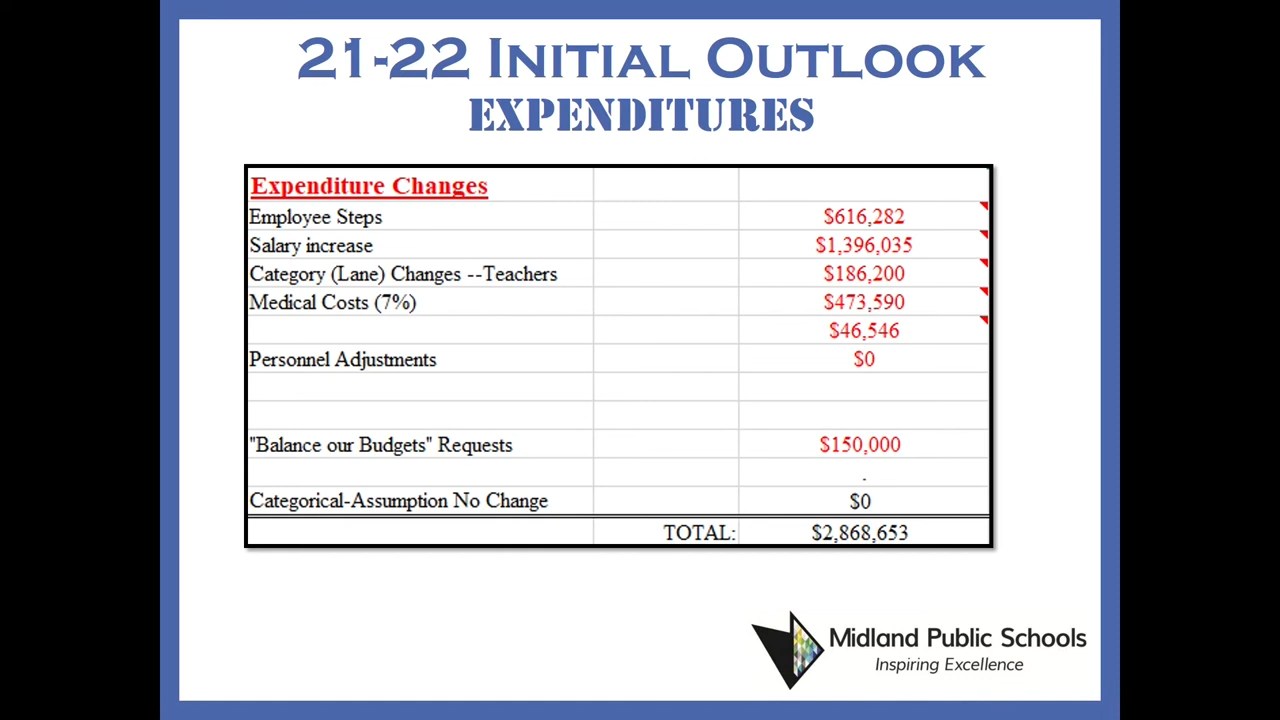 21-22 INITIAL OUTLOOK
EXPENDITURES
Expenditure Changes
Employee Steps $616,282
Salary increase $1,396,035
Category (Lane) Changes --Teachers $186,200
Medical Costs (7%) $473,590
$46,546
Personnel Adjustments $0
"Balance our Budgets" Requests $150,000
.
Categorical-Assumption No Change $0
TOTAL: $2,868,653
Midland Public Schools
Inspiring Excellence